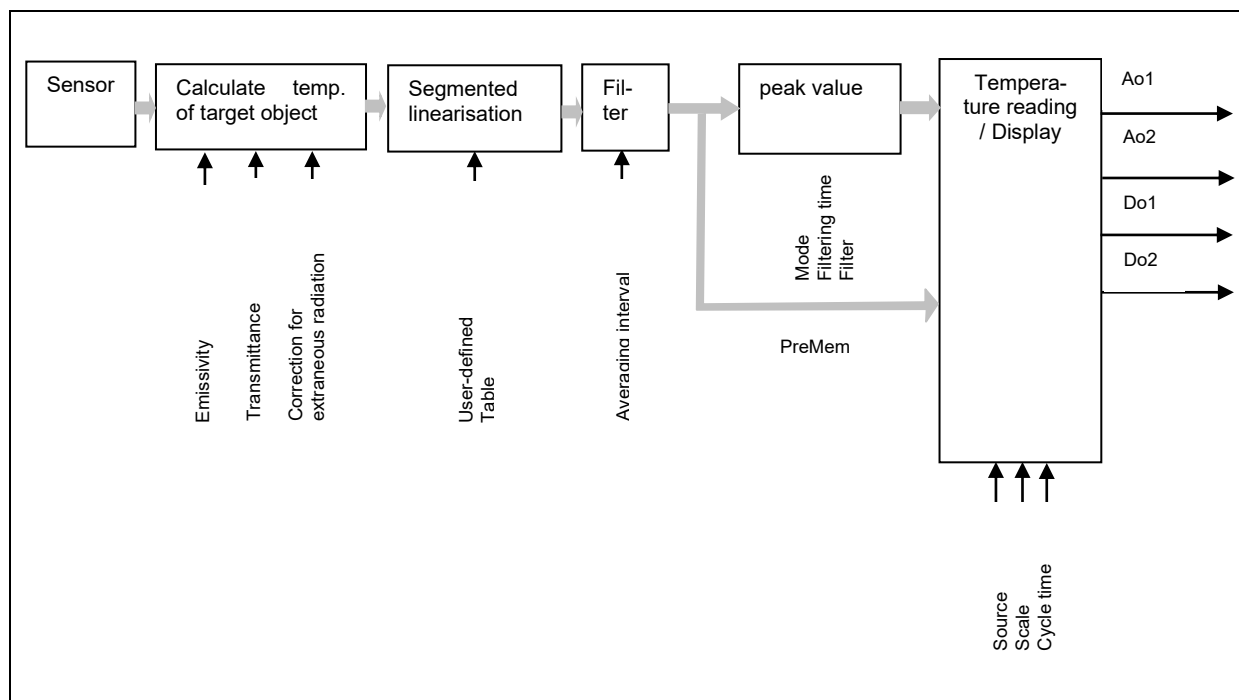 Sensor
Calculate temp.
of target object
Segmented
linearisation
Fil-
ter
peak value
Tempera-
ture reading
/ Display
Ao1
Ao2
Do1
Do2
Emissivity
Transmittance
Correction for
extraneous radiation
User-defined
Table
Averaging interval
Mode
Filtering time
Filter
PreMem
Source
Scale
Cycle time